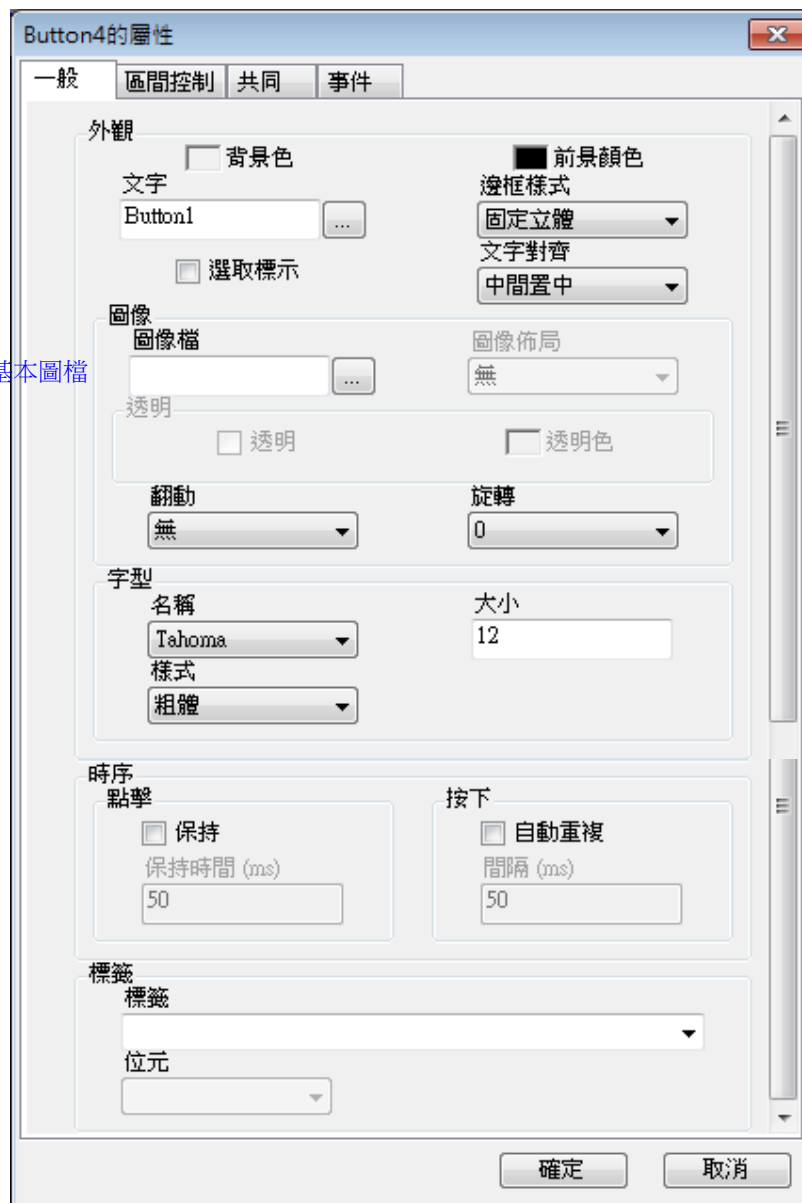 Button4的屬性
一般 區間控制 共同 事件
外觀
背景色 前景顏色
文字 邊框樣式
Button1 ... 固定立體
選取標示 文字對齊
中間置中
圖像
圖像檔 圖像佈局
本圖檔 ... 無
透明
透明 透明色
翻動 旋轉
無 0
字型
名稱 大小
Tahoma 12
樣式
粗體
時序
點擊 按下
保持 自動重複
保持時間 (ms) 間隔 (ms)
50 50
標籤
標籤
位元
確定 取消